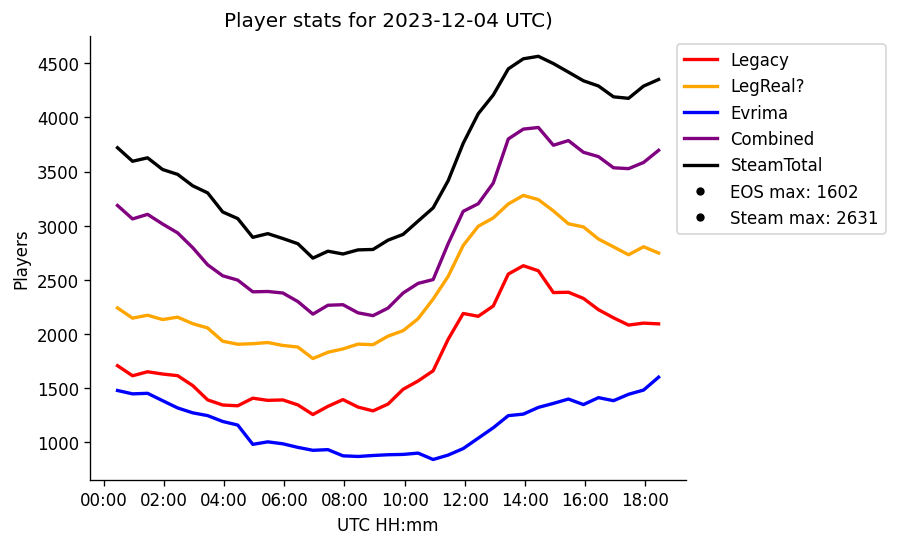 Player stats for 2023-12-04 UTC)
Players
4500
4000
3500
3000
2500
2000
1500
1000
00:00 02:00 04:00 06:00 08:00 10:00 12:00 14:00 16:00 18:00
UTC HH:mm
Legacy
LegReal?
Evrima
Combined
SteamTotal
EOS max: 1602
Steam max: 2631